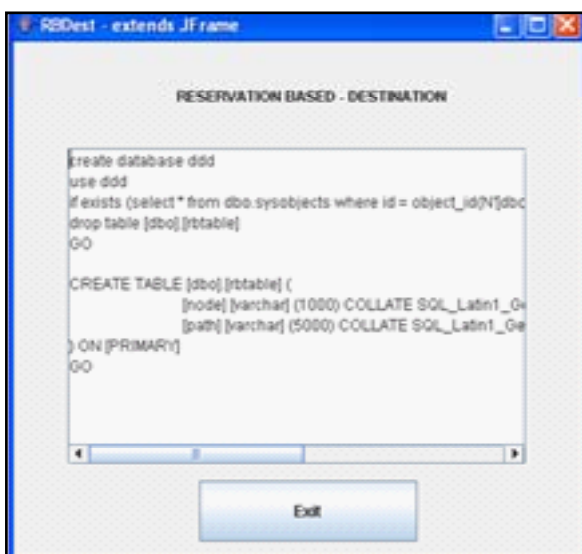 RBDest - extends JFrame
RESERVATION BASED - DESTINATION
create database ddd
use ddd
if exists (select * from dbo.sysobjects where id = object_id(N'[dbo
drop table [dbo].[rbtable]
GO
CREATE TABLE [dbo].[rbtable] (
[node] [varchar] (1000) COLLATE SQL_Latin1_Ge
[path] [varchar] (5000) COLLATE SQL_Latin1_Ge
) ON [PRIMARY]
GO
Exit